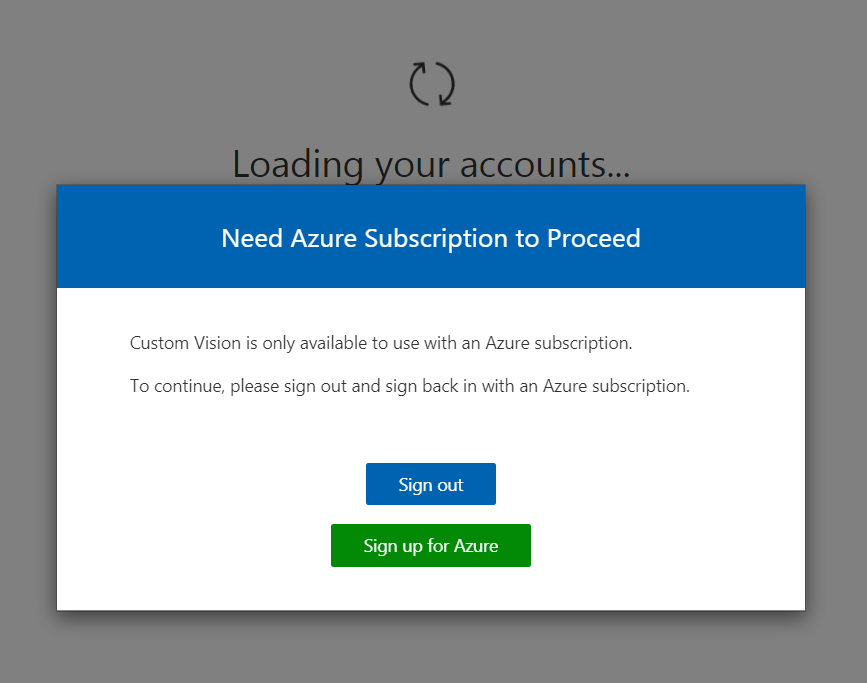 Loading your accounts...
Need Azure Subscription to Proceed
Custom Vision is only available to use with an Azure subscription.
To continue, please sign out and sign back in with an Azure subscription.
Sign out
Sign up for Azure